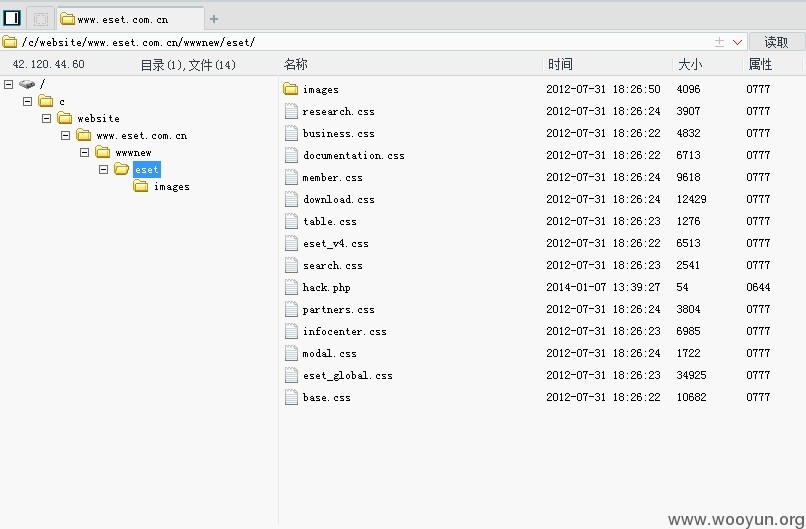 www.eset.com.cn
/c/website/www.eset.com.cn/wwwnew/eset/
读取
42.120.44.60 目录(1),文件(14) 名称 时间 大小 属性
/
c
website
www.eset.com.cn
wwwnew
eset
images
images 2012-07-31 18:26:50 4096 0777
research.css 2012-07-31 18:26:24 3907 0777
business.css 2012-07-31 18:26:22 4832 0777
documentation.css 2012-07-31 18:26:22 6713 0777
member.css 2012-07-31 18:26:24 9618 0777
download.css 2012-07-31 18:26:24 12429 0777
table.css 2012-07-31 18:26:23 1276 0777
eset_v4.css 2012-07-31 18:26:22 6513 0777
search.css 2012-07-31 18:26:23 2541 0777
hack.php 2014-01-07 13:39:27 54 0644
partners.css 2012-07-31 18:26:24 3804 0777
infocenter.css 2012-07-31 18:26:23 6985 0777
modal.css 2012-07-31 18:26:24 1722 0777
eset_global.css 2012-07-31 18:26:23 34925 0777
base.css 2012-07-31 18:26:22 10682 0777
www.wooyun.org